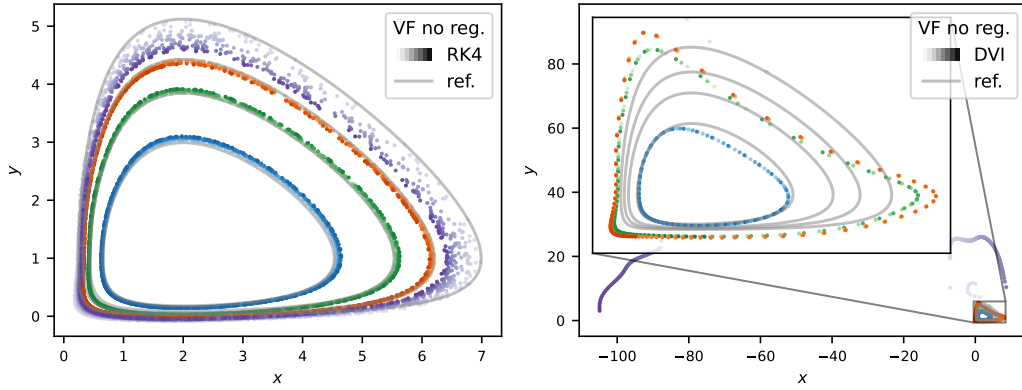 VF no reg.
RK4
ref.
5
4
3
2
1
0
y
0 1 2 3 4 5 6 7
x
VF no reg.
DVI
ref.
80
60
40
20
0
y
−100 −80 −60 −40 −20 0
x